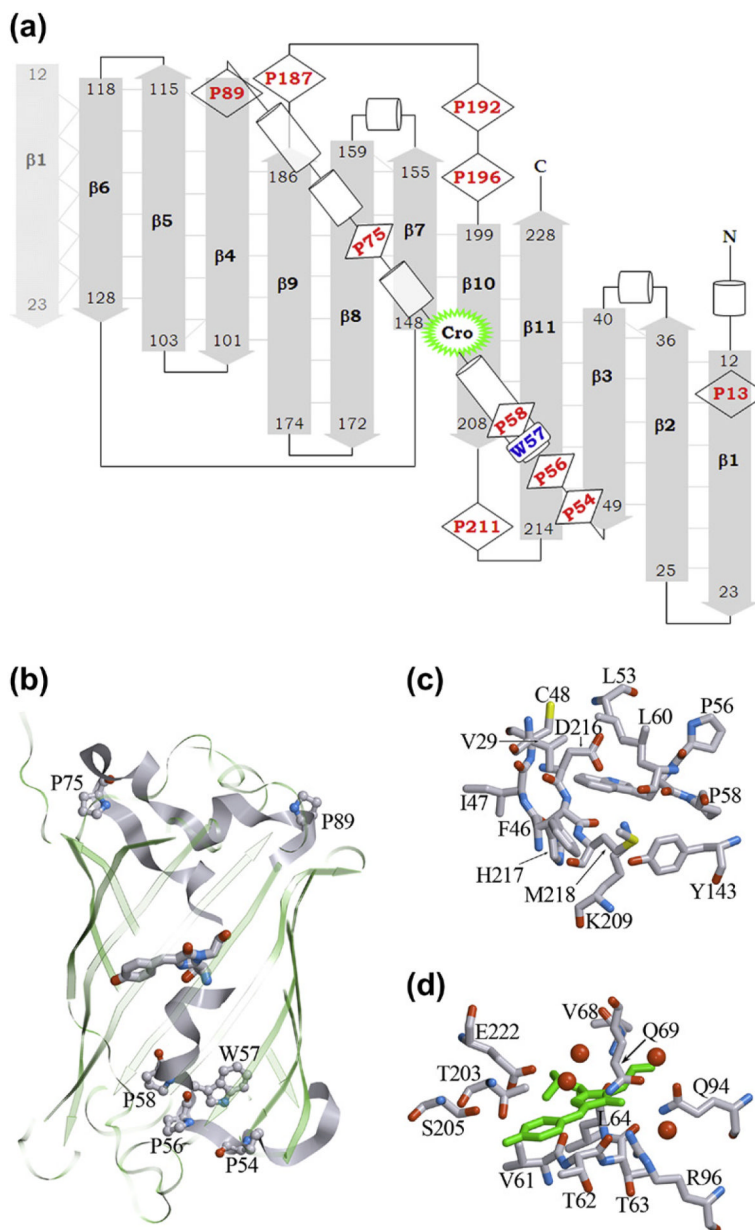 (a)
12
118
115
P89
P187
P192
159
155
P196
C
N
β1
β6
β5
β4
186
P75
β7
199
228
β9
β8
β10
β11
40
36
12
23
128
103
101
148
Cro
β3
P13
174
172
208
P58
W57
P56
P54
49
β2
β1
P211
214
25
23
(b)
P75
P89
W57
P58
P56
P54
(c)
L53
C48
D216
L60
P56
V29
I47
P58
F46
H217
M218
Y143
K209
(d)
V68
E222
Q69
T203
Q94
S205
L64
V61
T62
T63
R96